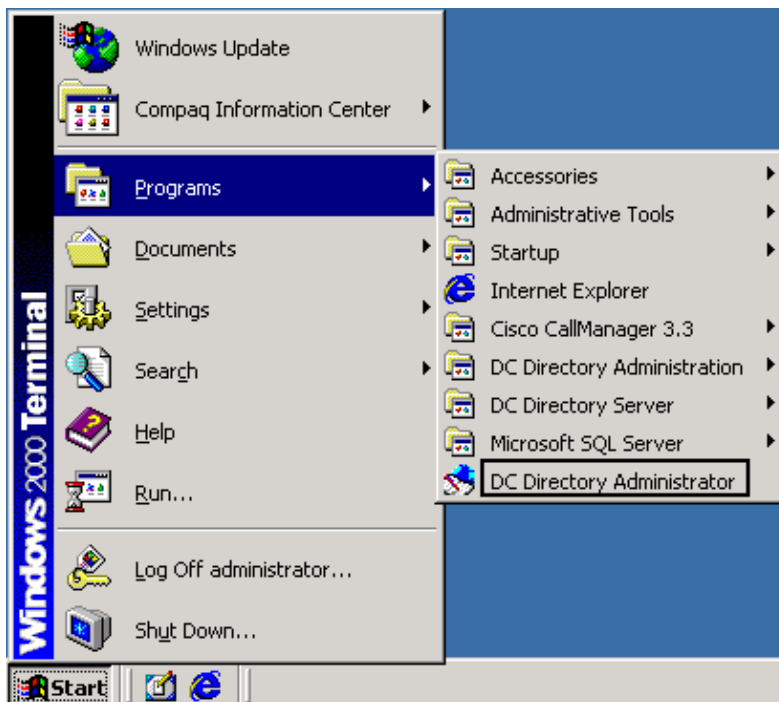 Windows Update
Compaq Information Center
Programs
Documents
Settings
Search
Help
Run...
Log Off administrator...
Shut Down...
Windows 2000 Terminal
Accessories
Administrative Tools
Startup
Internet Explorer
Cisco CallManager 3.3
DC Directory Administration
DC Directory Server
Microsoft SQL Server
DC Directory Administrator
Start